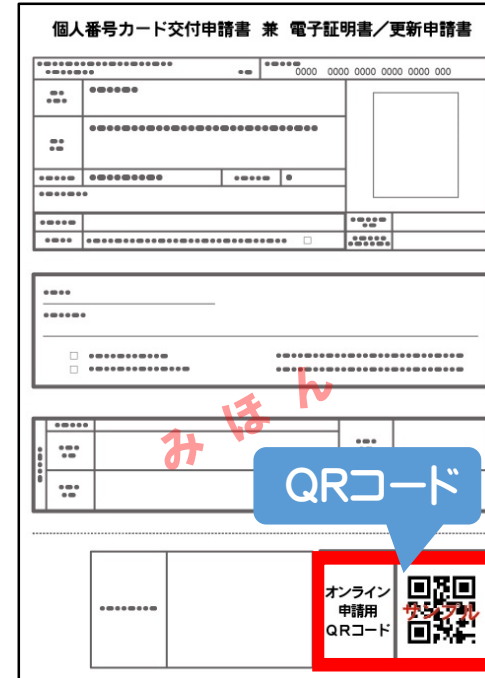 個人番号カード交付申請書 兼 電子証明書/更新申請書
0000 0000 0000 0000 0000 000
みほん
QRコード
オンライン
申請用
QRコード
サンプル